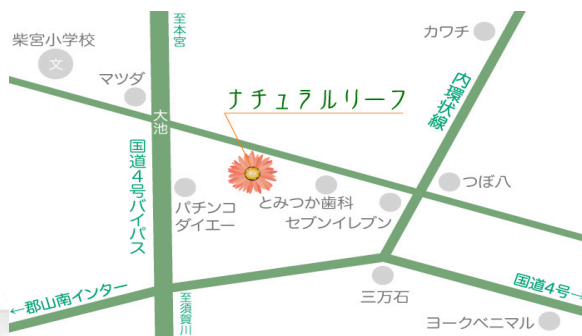 至本宮
カワチ
柴宮小学校
文
マツダ
ナチュラルリーフ
内環状線
大池
国道4号バイパス
つぼ八
とみつか歯科
パチンコ
ダイエー
セブンイレブン
←郡山南インター
至須賀川
三万石
国道4号→
ヨークベニマル